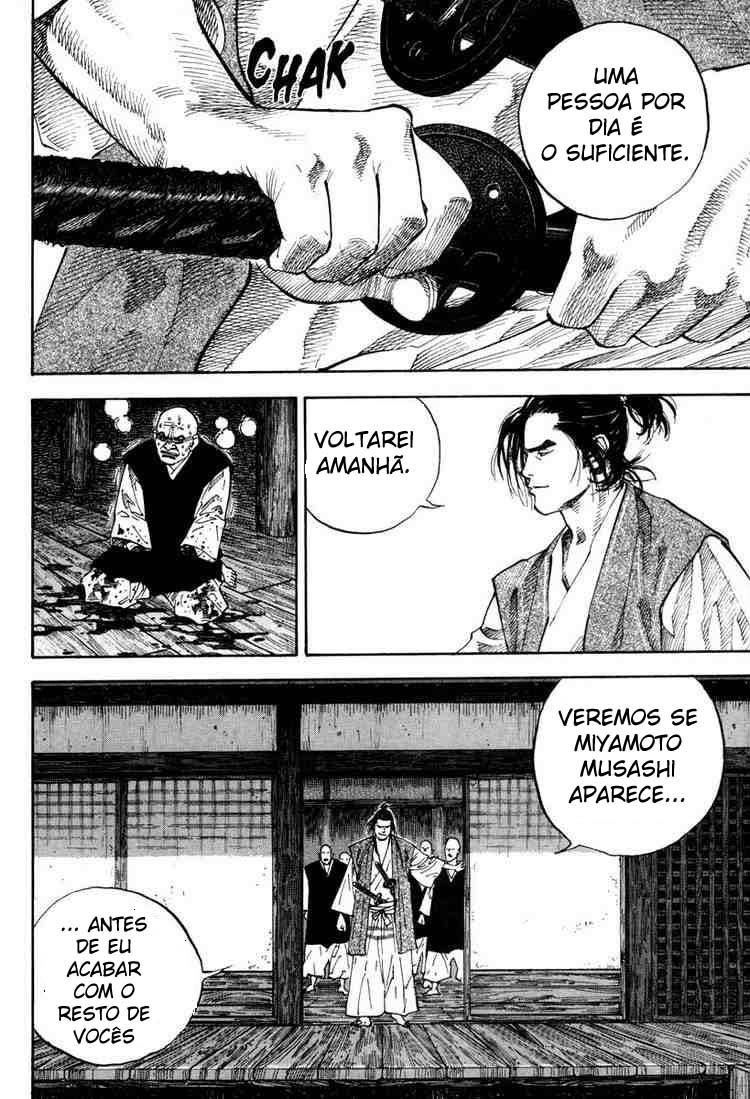 CHAK
UMA
PESSOA POR
DIA É
O SUFICIENTE.
VOLTAREI
AMANHÃ.
VEREMOS SE
MIYAMOTO
MUSASHI
APARECE...
... ANTES
DE EU
ACABAR
COM O
RESTO DE
VOCÊS